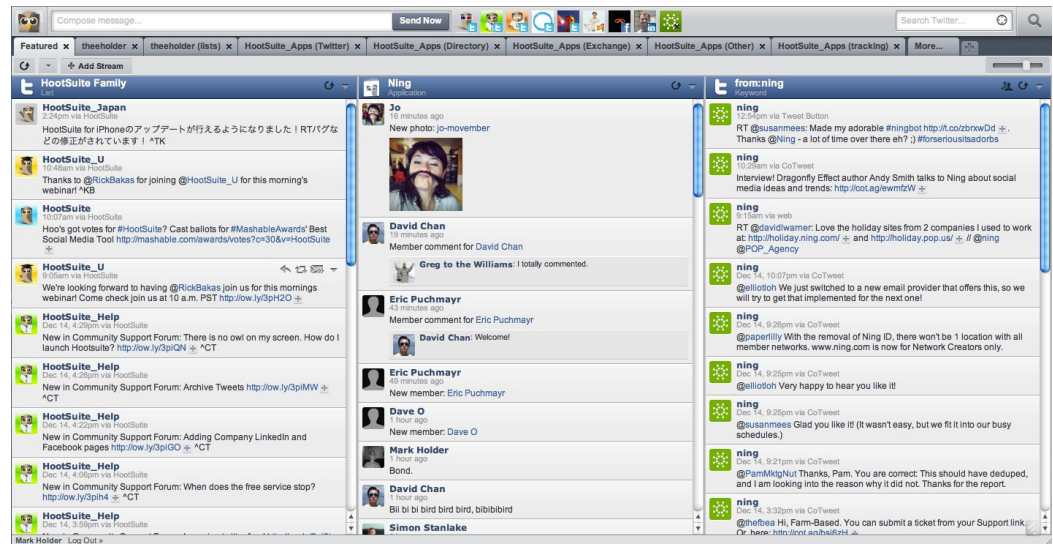 Compose message...
Send Now
Search Twitter...
Featured x
theeholder x
theeholder (lists) x
HootSuite_Apps (Twitter) x
HootSuite_Apps (Directory) x
HootSuite_Apps (Exchange) x
HootSuite_Apps (Other) x
HootSuite_Apps (tracking) x
More...
Add Stream
HootSuite Family
List
HootSuite_Japan
2:24pm via HootSuite
HootSuite for iPhoneのアップデートが行えるようになりました！RTバグな
どの修正がされています！ ^TK
HootSuite_U
10:48am via HootSuite
Thanks to @RickBakas for joining @HootSuite_U for this morning's
webinar! ^KB
HootSuite
10:07am via HootSuite
Hoo's got votes for #HootSuite? Cast ballots for #MashableAwards' Best
Social Media Tool http://mashable.com/awards/votes?c=30&v=HootSuite
HootSuite_U
9:05am via HootSuite
We're looking forward to having @RickBakas join us for this mornings
webinar! Come check join us at 10 a.m. PST http://ow.ly/3pH2O
HootSuite_Help
Dec 14, 4:29pm via HootSuite
New in Community Support Forum: There is no owl on my screen. How do I
launch Hootsuite? http://ow.ly/3piQN ^CT
HootSuite_Help
Dec 14, 4:26pm via HootSuite
New in Community Support Forum: Archive Tweets http://ow.ly/3piMW
^CT
HootSuite_Help
Dec 14, 4:22pm via HootSuite
New in Community Support Forum: Adding Company LinkedIn and
Facebook pages http://ow.ly/3piGO ^CT
HootSuite_Help
Dec 14, 4:08pm via HootSuite
New in Community Support Forum: When does the free service stop?
http://ow.ly/3pih4 ^CT
HootSuite_Help
Dec 14, 3:59pm via HootSuite
Ning
Application
Jo
16 minutes ago
New photo: jo-movember
David Chan
19 minutes ago
Member comment for David Chan
Greg to the Williams: I totally commented.
Eric Puchmayr
43 minutes ago
Member comment for Eric Puchmayr
David Chan: Welcome!
Eric Puchmayr
49 minutes ago
New member: Eric Puchmayr
Dave O
1 hour ago
New member: Dave O
Mark Holder
1 hour ago
Bond.
David Chan
1 hour ago
Bii bi bi bird bird bird, bibibibird
Simon Stanlake
from:ning
Keyword
ning
12:54pm via Tweet Button
RT @susanmees: Made my adorable #ningbot http://t.co/zbrxwDd .
Thanks @Ning - a lot of time over there eh? ;) #forseriousitsadorbs
ning
10:29am via CoTweet
Interview! Dragonfly Effect author Andy Smith talks to Ning about social
media ideas and trends: http://cot.ag/ewmfzW
ning
9:15am via web
RT @davidlwarner: Love the holiday sites from 2 companies I used to work
at: http://holiday.ning.com/ and http://holiday.pop.us/ // @ning
@POP_Agency
ning
Dec 14, 10:07pm via CoTweet
@elliotloh We just switched to a new email provider that offers this, so we
will try to get that implemented for the next one!
ning
Dec 14, 9:26pm via CoTweet
@paperlilly With the removal of Ning ID, there won't be 1 location with all
member networks. www.ning.com is now for Network Creators only.
ning
Dec 14, 9:25pm via CoTweet
@elliotloh Very happy to hear you like it!
ning
Dec 14, 9:25pm via CoTweet
@susanmees Glad you like it! (It wasn't easy, but we fit it into our busy
schedules.)
ning
Dec 14, 9:21pm via CoTweet
@PamMktgNut Thanks, Pam. You are correct: This should have deduped,
and I am looking into the reason why it did not. Thanks for the report.
ning
Dec 14, 3:32pm via CoTweet
@thefbea Hi, Farm-Based. You can submit a ticket from your Support link.
Or, here: http://cot.ag/bsi6zH
Mark Holder Log Out »